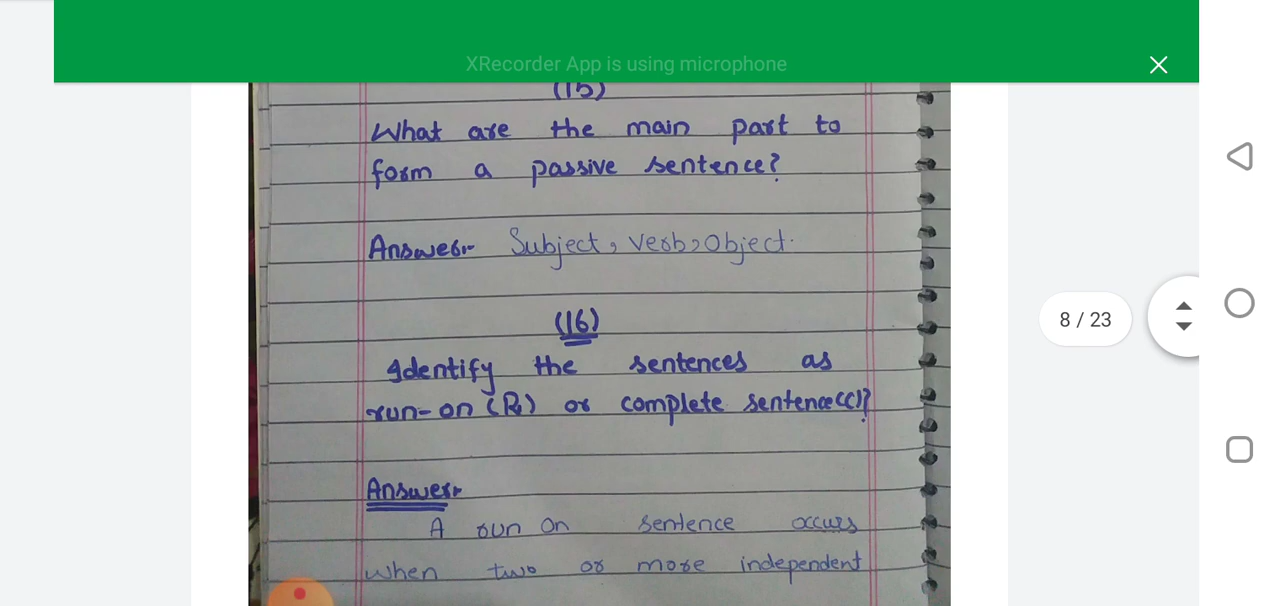 XRecorder App is using microphone
(15)
What are the main part to
form a passive sentence?
Answer:- Subject, Verb, Object.
(16)
Identify the sentences as
run-on (R) or complete sentence(C)?
8 / 23
Answer:-
A run on sentence occurs
when two or more independent